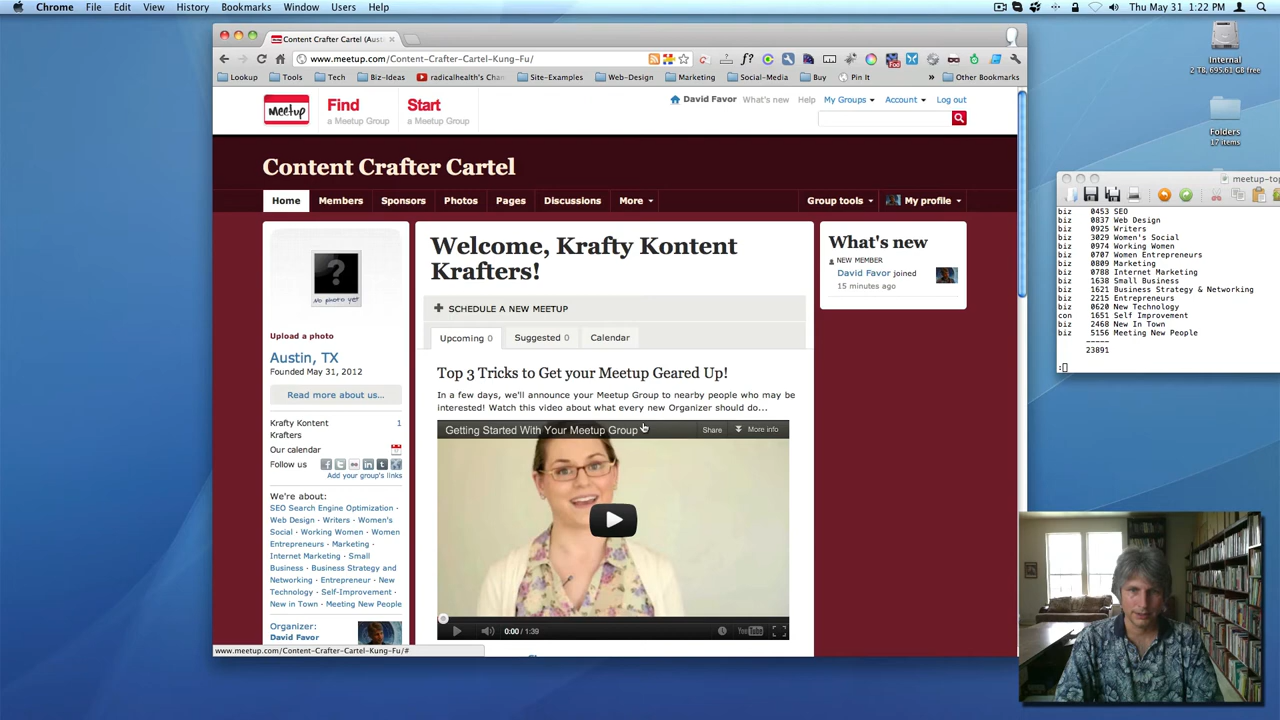 Chrome File Edit View History Bookmarks Window Users Help
Thu May 31 1:22 PM
Content Crafter Cartel (Aust
www.meetup.com/Content-Crafter-Cartel-Kung-Fu/
Lookup Tools Tech Biz-Ideas radicalhealth's Chan Site-Examples Web-Design Marketing Social-Media Buy Pin It » Other Bookmarks
Meetup
Find
a Meetup Group
Start
a Meetup Group
David Favor What's new Help My Groups Account Log out
Content Crafter Cartel
Home Members Sponsors Photos Pages Discussions More Group tools My profile
?
No photo yet
Upload a photo
Austin, TX
Founded May 31, 2012
Read more about us...
Krafty Kontent Krafters 1
Our calendar
Follow us
Add your group's links
We're about:
SEO Search Engine Optimization ·
Web Design · Writers · Women's
Social · Working Women · Women
Entrepreneurs · Marketing ·
Internet Marketing · Small
Business · Business Strategy and
Networking · Entrepreneur · New
Technology · Self-Improvement ·
New in Town · Meeting New People
Organizer:
David Favor
Welcome, Krafty Kontent
Krafters!
SCHEDULE A NEW MEETUP
Upcoming 0 Suggested 0 Calendar
Top 3 Tricks to Get your Meetup Geared Up!
In a few days, we'll announce your Meetup Group to nearby people who may be
interested! Watch this video about what every new Organizer should do...
Getting Started With Your Meetup Group Share More info
0:00 / 1:39 YouTube
What's new
NEW MEMBER
David Favor joined
15 minutes ago
www.meetup.com/Content-Crafter-Cartel-Kung-Fu/#
Internal
2 TB, 695.61 GB free
Folders
17 items
meetup-top
biz 0453 SEO
biz 0837 Web Design
biz 0925 Writers
biz 3029 Women's Social
biz 0974 Working Women
biz 0707 Women Entrepreneurs
biz 0809 Marketing
biz 0788 Internet Marketing
biz 1638 Small Business
biz 1621 Business Strategy & Networking
biz 2215 Entrepreneurs
biz 0620 New Technology
con 1651 Self Improvement
biz 2468 New In Town
biz 5156 Meeting New People
-----
23891
: